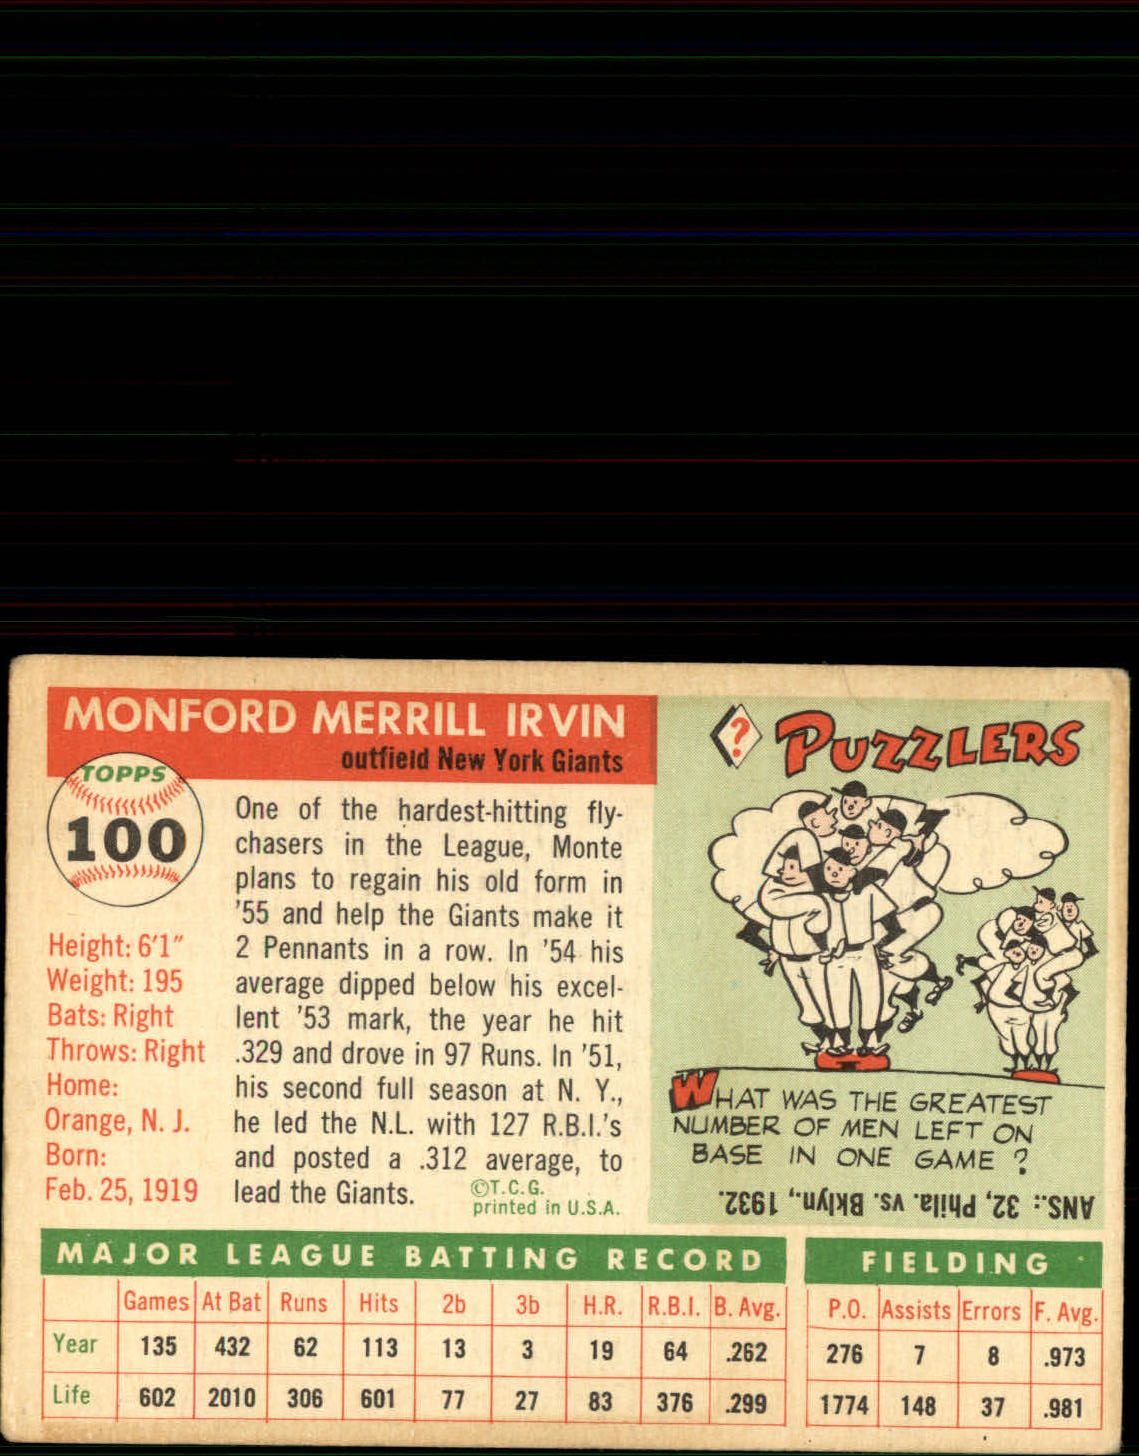 MONFORD MERRILL IRVIN
outfield New York Giants
TOPPS
100
Height: 6'1"
Weight: 195
Bats: Right
Throws: Right
Home:
Orange, N. J.
Born:
Feb. 25, 1919
One of the hardest-hitting fly-
chasers in the League, Monte
plans to regain his old form in
'55 and help the Giants make it
2 Pennants in a row. In '54 his
average dipped below his excel-
lent '53 mark, the year he hit
.329 and drove in 97 Runs. In '51,
his second full season at N. Y.,
he led the N.L. with 127 R.B.I.'s
and posted a .312 average, to
lead the Giants.
©T.C.G.
printed in U.S.A.
?
PUZZLERS
WHAT WAS THE GREATEST
NUMBER OF MEN LEFT ON
BASE IN ONE GAME ?
ANS.: 32, Phila. vs. Bklyn., 1932.
MAJOR LEAGUE BATTING RECORD
Games At Bat Runs Hits 2b 3b H.R. R.B.I. B. Avg.
Year 135 432 62 113 13 3 19 64 .262
Life 602 2010 306 601 77 27 83 376 .299
FIELDING
P.O. Assists Errors F. Avg.
276 7 8 .973
1774 148 37 .981